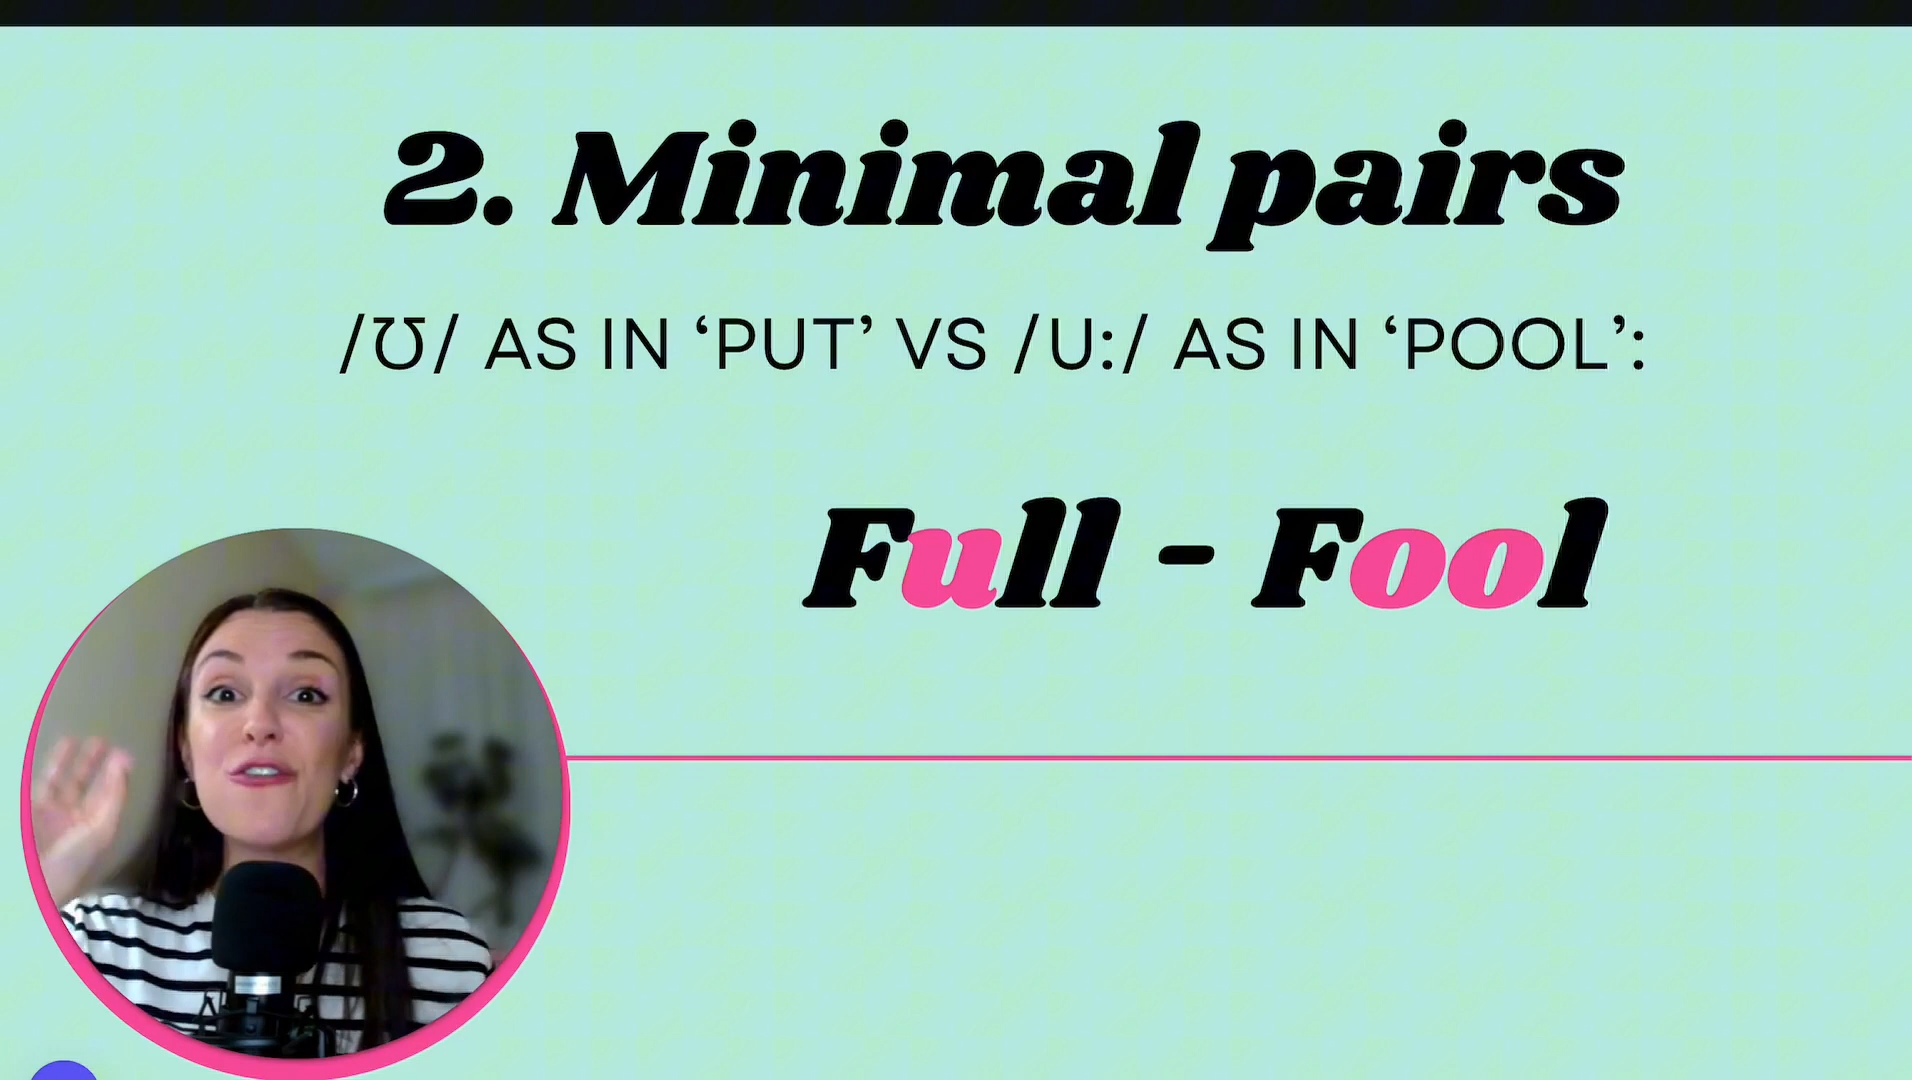 2. Minimal pairs
/Ʊ/ AS IN ‘PUT’ VS /U:/ AS IN ‘POOL’:
Full - Fool